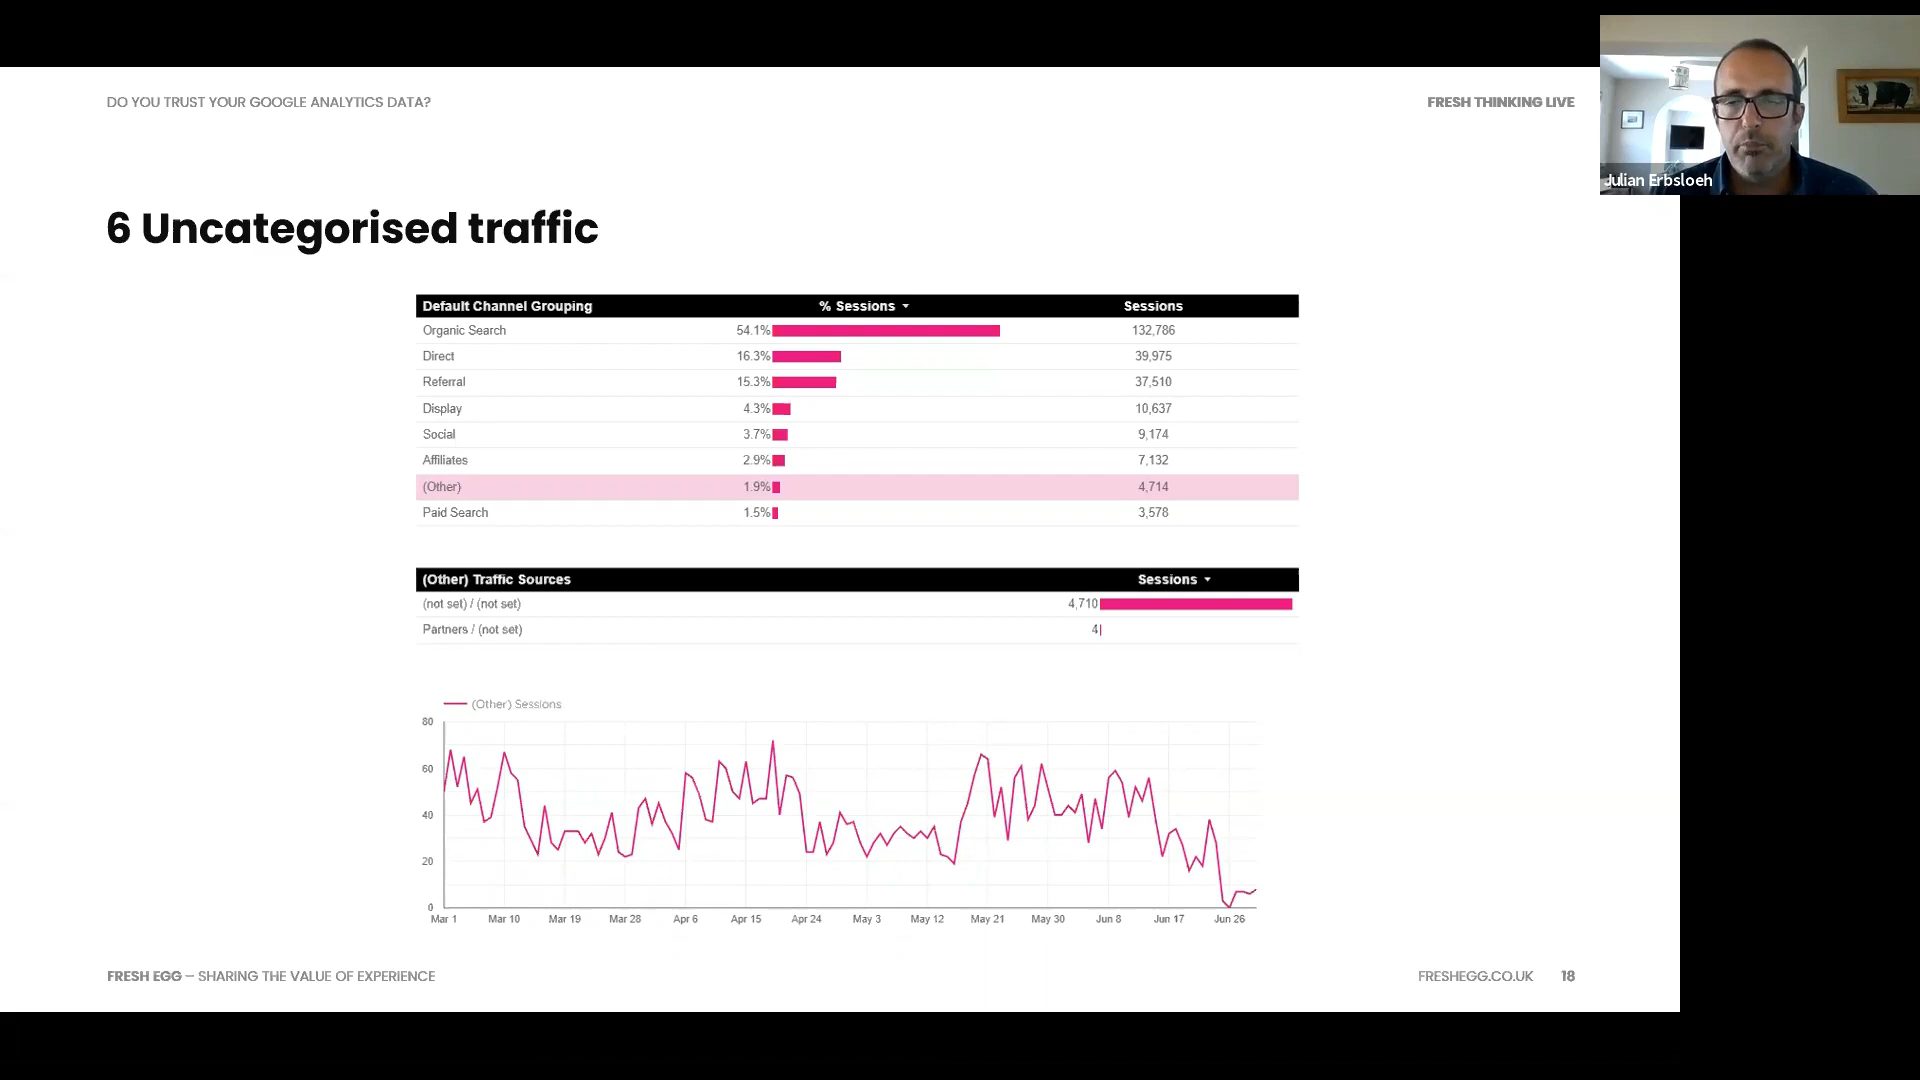 DO YOU TRUST YOUR GOOGLE ANALYTICS DATA?
FRESH THINKING LIVE
Julian Erbsloeh
6 Uncategorised traffic
Default Channel Grouping % Sessions Sessions
Organic Search 54.1% 132,786
Direct 16.3% 39,975
Referral 15.3% 37,510
Display 4.3% 10,637
Social 3.7% 9,174
Affiliates 2.9% 7,132
(Other) 1.9% 4,714
Paid Search 1.5% 3,578
(Other) Traffic Sources Sessions
(not set) / (not set) 4,710
Partners / (not set) 4
(Other) Sessions
80
60
40
20
0
Mar 1 Mar 10 Mar 19 Mar 28 Apr 6 Apr 15 Apr 24 May 3 May 12 May 21 May 30 Jun 8 Jun 17 Jun 26
FRESH EGG – SHARING THE VALUE OF EXPERIENCE
FRESHEGG.CO.UK 18